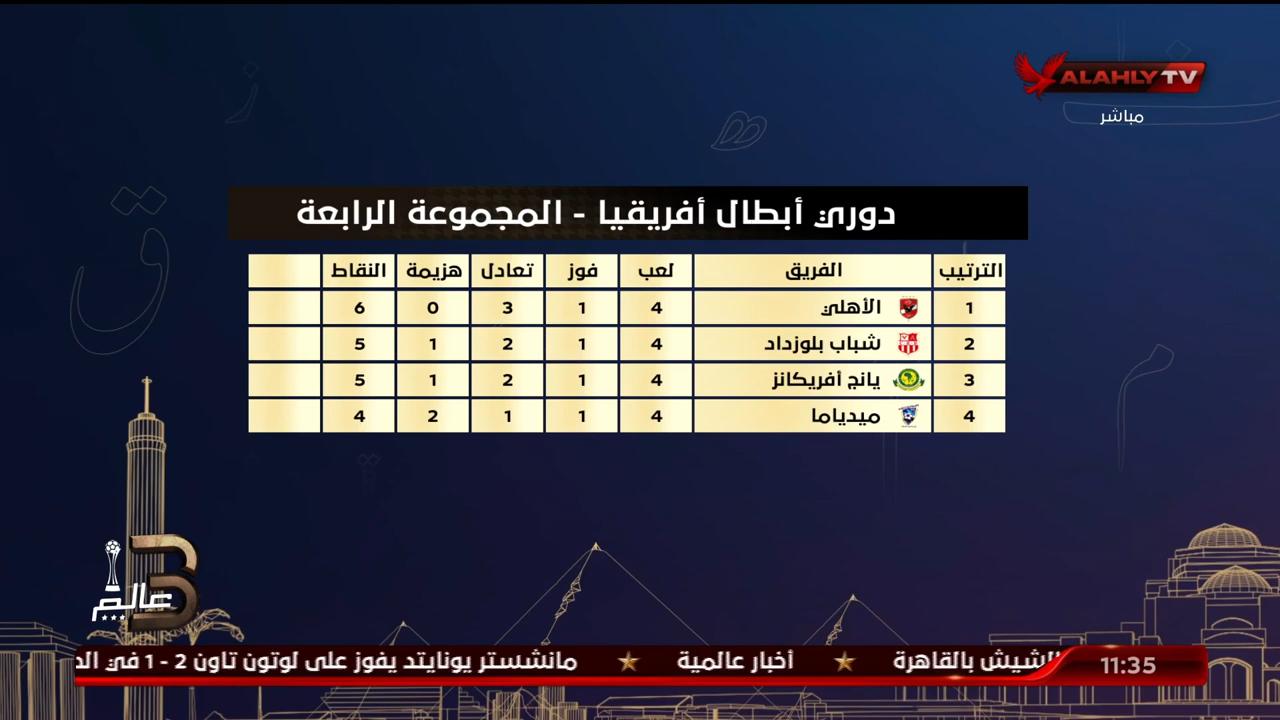 ALAHLY TV
مباشر
دوري أبطال أفريقيا - المجموعة الرابعة
الترتيب الفريق لعب فوز تعادل هزيمة النقاط
1 الأهلي 4 1 3 0 6
2 شباب بلوزداد 4 1 2 1 5
3 يانج أفريكانز 4 1 2 1 5
4 ميدياما 4 1 1 2 4
3 عالم
الشيش بالقاهرة ★ أخبار عالمية ★ مانشستر يونايتد يفوز على لوتون تاون 2 - 1 في
11:35